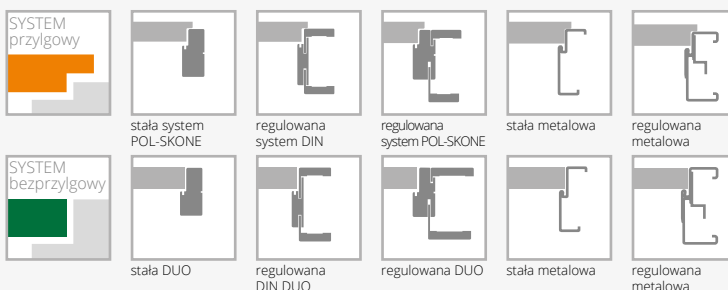 SYSTEM
przylgowy
stała system
POL-SKONE
regulowana
system DIN
regulowana
system POL-SKONE
stała metalowa
regulowana
metalowa
SYSTEM
bezprzylgowy
stała DUO
regulowana
DIN DUO
regulowana DUO
stała metalowa
regulowana
metalowa